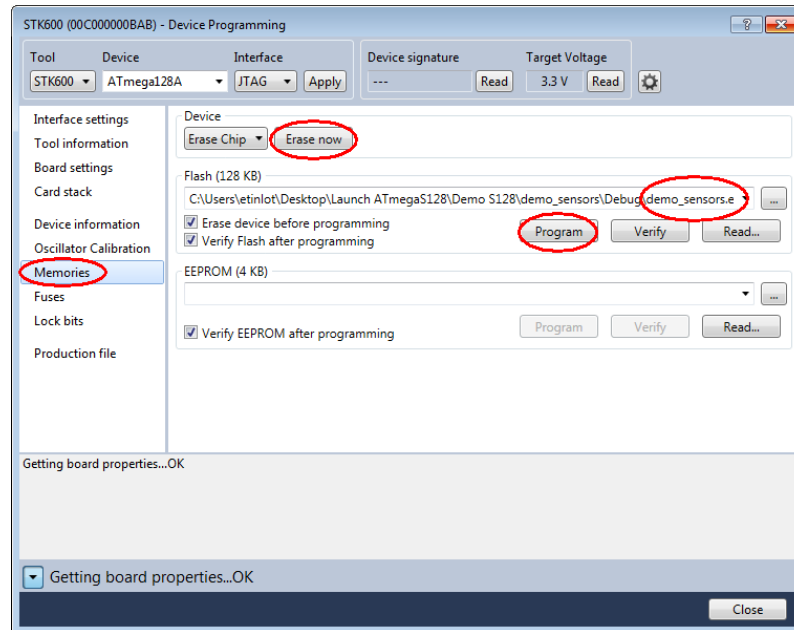 STK600 (00C000000BAB) - Device Programming
Tool Device Interface Device signature Target Voltage
STK600 ATmega128A JTAG Apply --- Read 3.3 V Read
Interface settings
Tool information
Board settings
Card stack
Device information
Oscillator Calibration
Memories
Fuses
Lock bits
Production file
Device
Erase Chip Erase now
Flash (128 KB)
C:\Users\etinlot\Desktop\Launch ATmegaS128\Demo S128\demo_sensors\Debug\demo_sensors.e ...
Erase device before programming
Verify Flash after programming
Program Verify Read...
EEPROM (4 KB)
...
Verify EEPROM after programming
Program Verify Read...
Getting board properties...OK
Getting board properties...OK
Close